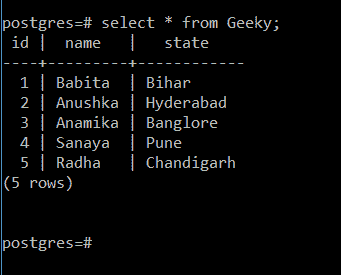 postgres=# select * from Geeky;
 id |  name   |   state
----+---------+------------
  1 | Babita  | Bihar
  2 | Anushka | Hyderabad
  3 | Anamika | Banglore
  4 | Sanaya  | Pune
  5 | Radha   | Chandigarh
(5 rows)
postgres=#